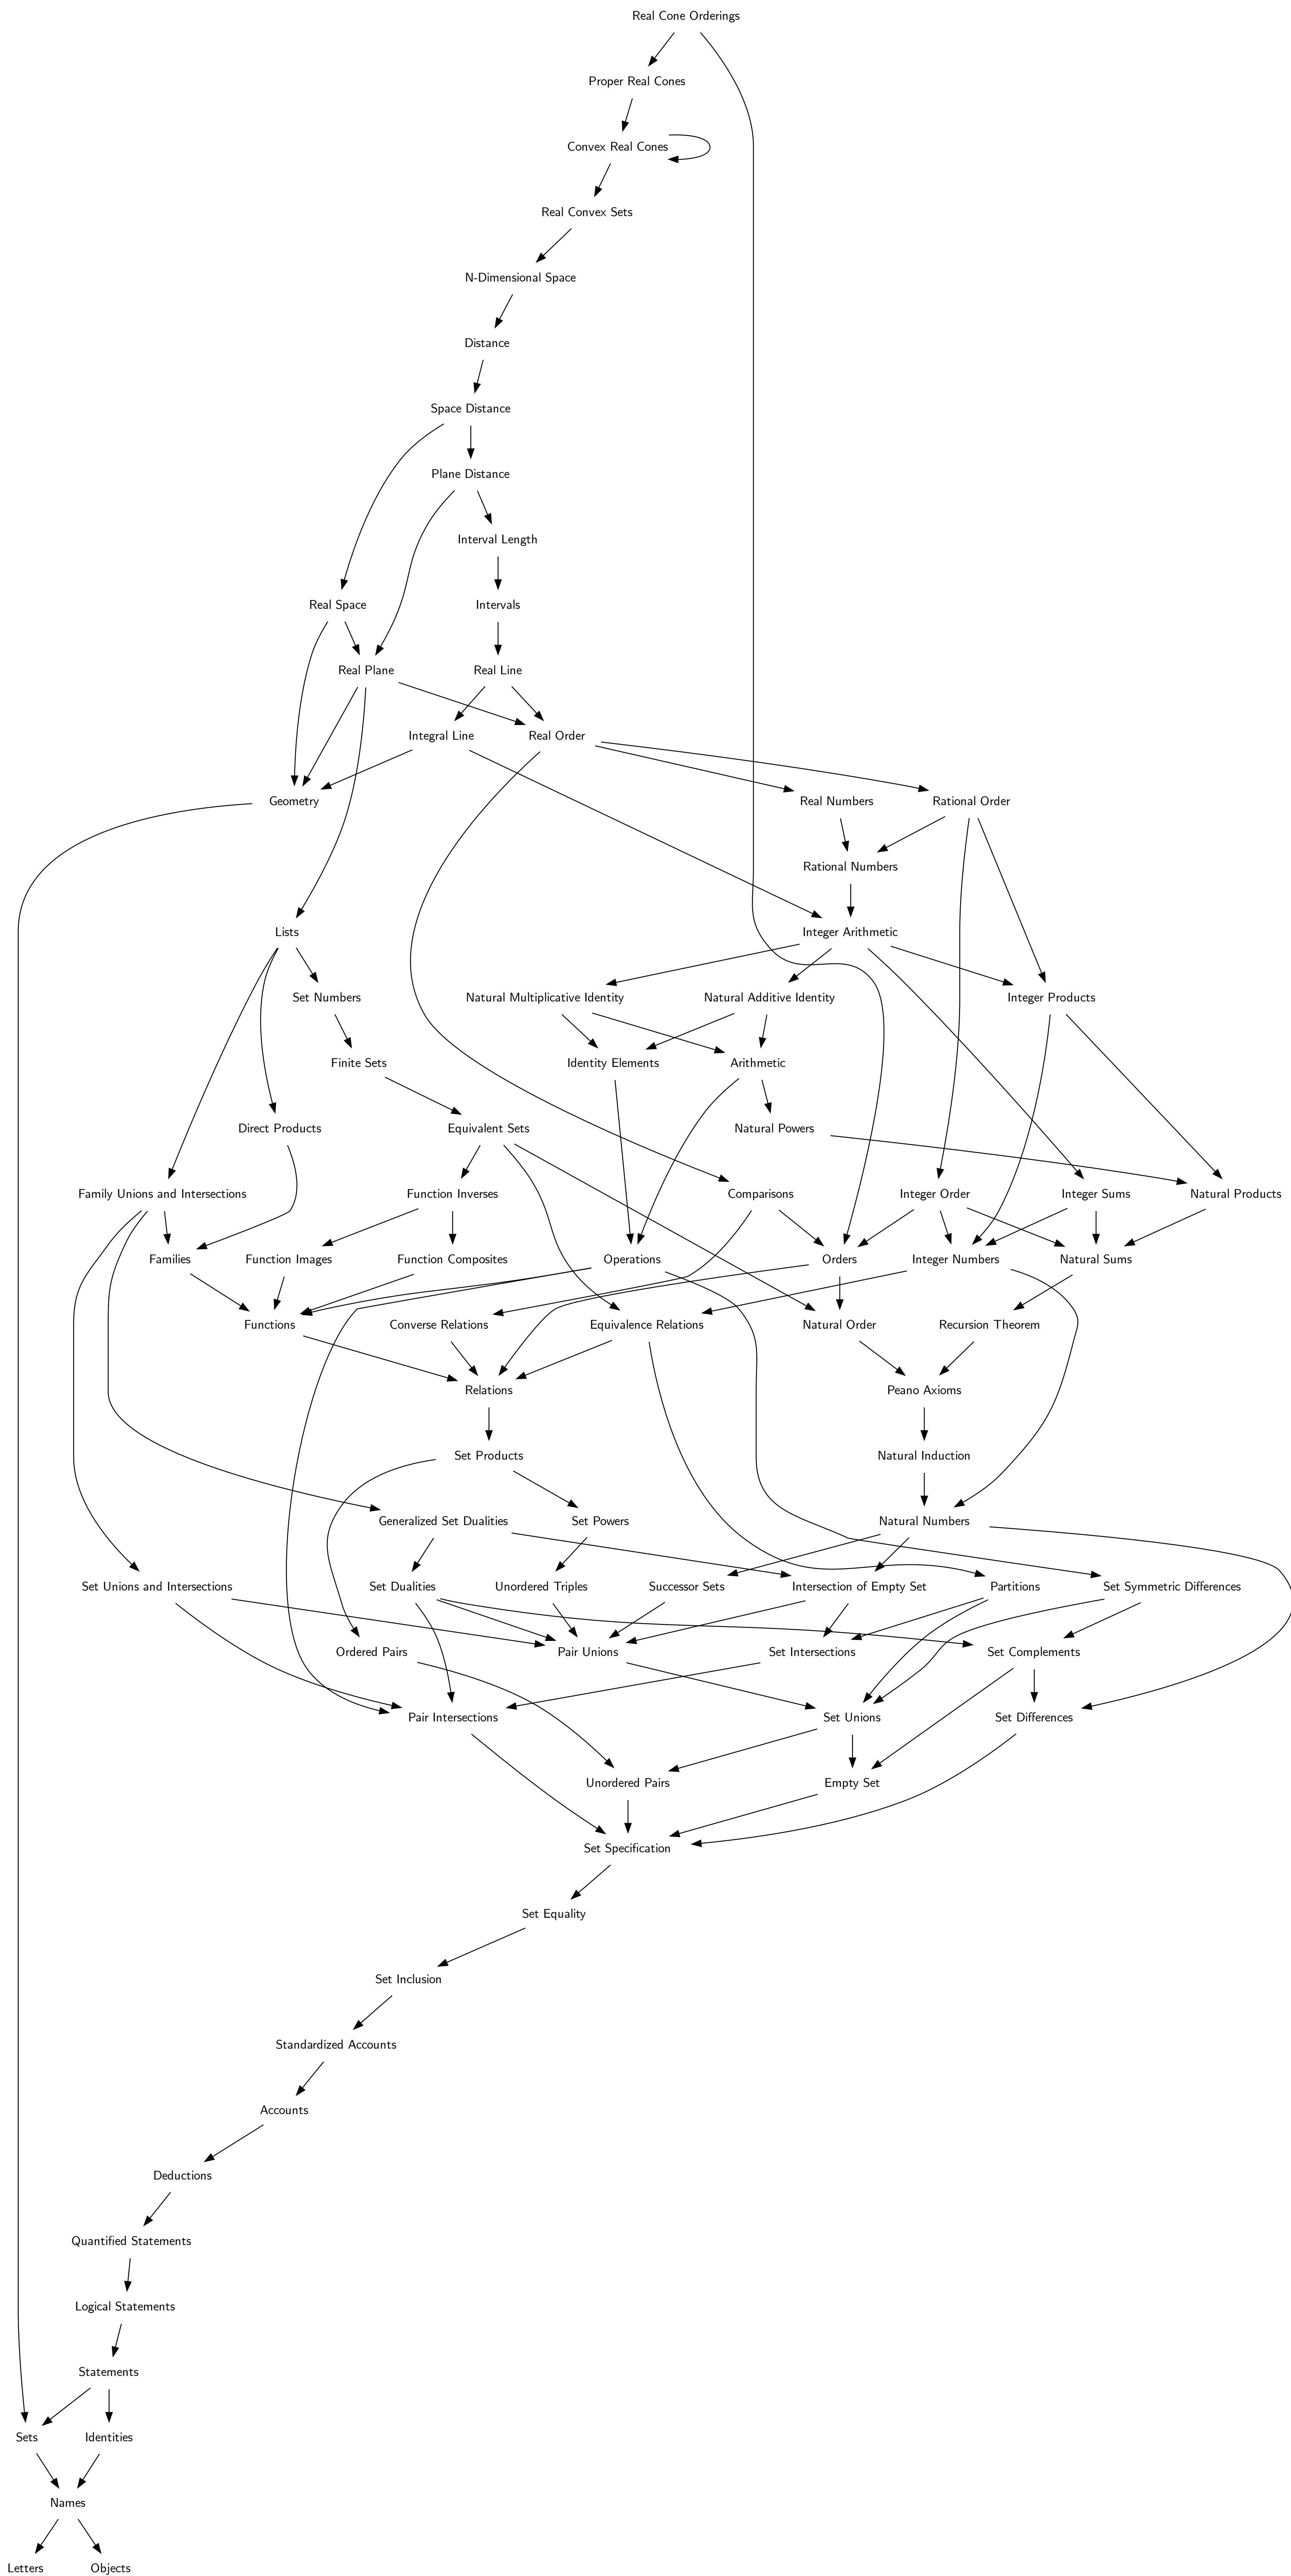 Real Cone Orderings
Proper Real Cones
Convex Real Cones
Real Convex Sets
N-Dimensional Space
Distance
Space Distance
Plane Distance
Interval Length
Real Space
Intervals
Real Plane
Real Line
Integral Line
Real Order
Geometry
Real Numbers
Rational Order
Rational Numbers
Lists
Integer Arithmetic
Set Numbers
Natural Multiplicative Identity
Natural Additive Identity
Integer Products
Finite Sets
Identity Elements
Arithmetic
Direct Products
Equivalent Sets
Natural Powers
Family Unions and Intersections
Function Inverses
Comparisons
Integer Order
Integer Sums
Natural Products
Families
Function Images
Function Composites
Operations
Orders
Integer Numbers
Natural Sums
Functions
Converse Relations
Equivalence Relations
Natural Order
Recursion Theorem
Relations
Peano Axioms
Set Products
Natural Induction
Generalized Set Dualities
Set Powers
Natural Numbers
Set Unions and Intersections
Set Dualities
Unordered Triples
Successor Sets
Intersection of Empty Set
Partitions
Set Symmetric Differences
Ordered Pairs
Pair Unions
Set Intersections
Set Complements
Pair Intersections
Set Unions
Set Differences
Unordered Pairs
Empty Set
Set Specification
Set Equality
Set Inclusion
Standardized Accounts
Accounts
Deductions
Quantified Statements
Logical Statements
Statements
Sets
Identities
Names
Letters
Objects